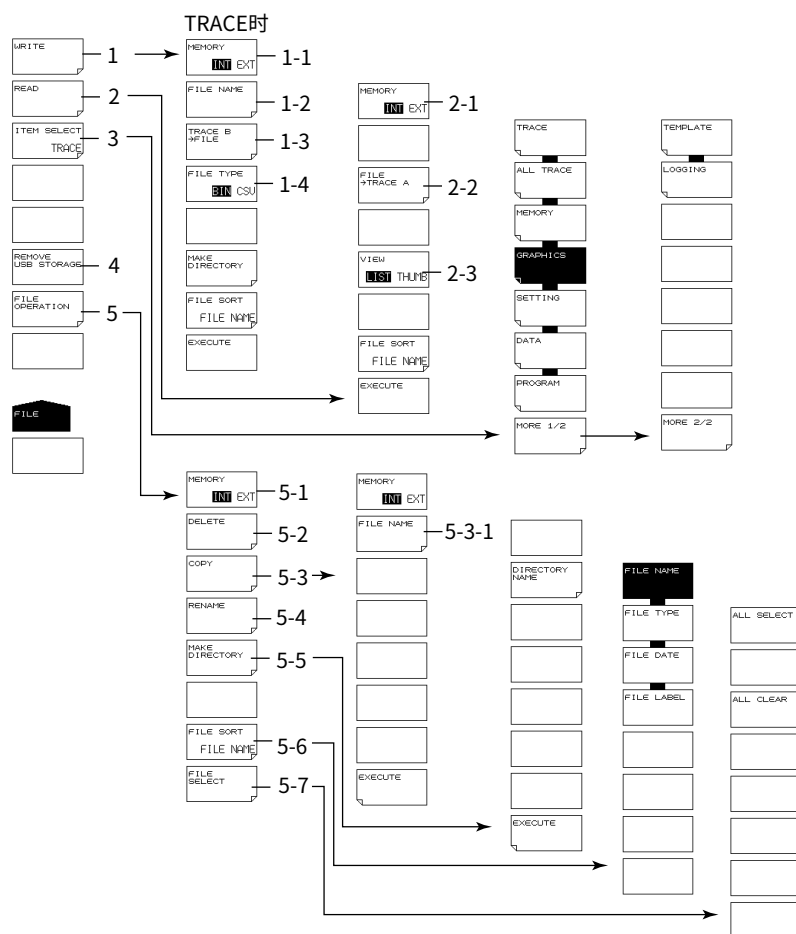 TRACE时
WRITE
1
READ
2
ITEM SELECT
TRACE
3
REMOVE
USB STORAGE
4
FILE
OPERATION
5
FILE
MEMORY
INT EXT
1-1
FILE NAME
1-2
TRACE B
→FILE
1-3
FILE TYPE
BIN CSV
1-4
MAKE
DIRECTORY
FILE SORT
FILE NAME
EXECUTE
MEMORY
INT EXT
2-1
FILE
→TRACE A
2-2
VIEW
LIST THUMB
2-3
FILE SORT
FILE NAME
EXECUTE
TRACE
ALL TRACE
MEMORY
GRAPHICS
SETTING
DATA
PROGRAM
MORE 1/2
TEMPLATE
LOGGING
MORE 2/2
MEMORY
INT EXT
5-1
DELETE
5-2
COPY
5-3
RENAME
5-4
MAKE
DIRECTORY
5-5
FILE SORT
FILE NAME
5-6
FILE
SELECT
5-7
MEMORY
INT EXT
FILE NAME
5-3-1
EXECUTE
DIRECTORY
NAME
EXECUTE
FILE NAME
FILE TYPE
FILE DATE
FILE LABEL
ALL SELECT
ALL CLEAR